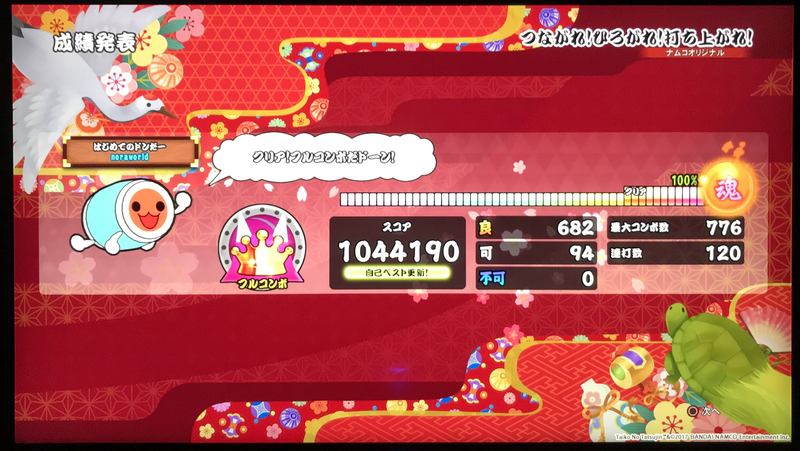 成績発表
つながれ!ひろがれ!打ち上がれ!
ナムコオリジナル
はじめてのドンだー
noraworld
クリア!フルコンボだドーン!
クリア
100%
魂
フルコンボ
スコア
1044190
自己ベスト更新!
良 682
可 94
不可 0
最大コンボ数 776
連打数 120
次へ
Taiko No Tatsujin™&©2017 BANDAI NAMCO Entertainment Inc.